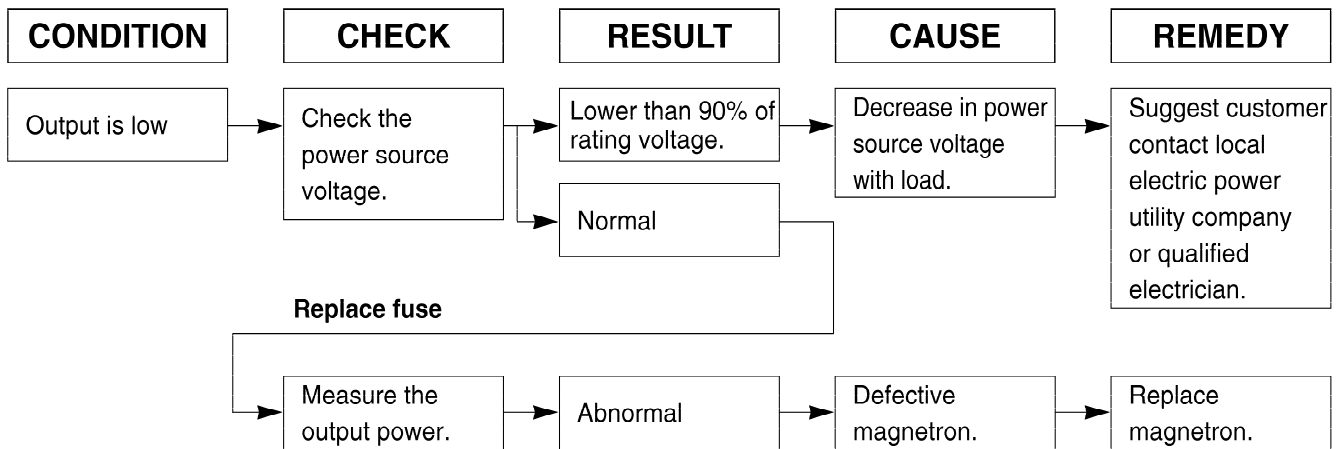 CONDITION
CHECK
RESULT
CAUSE
REMEDY
Output is low
Check the
power source
voltage.
Lower than 90% of
rating voltage.
Decrease in power
source voltage
with load.
Suggest customer
contact local
electric power
utility company
or qualified
electrician.
Normal
Replace fuse
Measure the
output power.
Abnormal
Defective
magnetron.
Replace
magnetron.